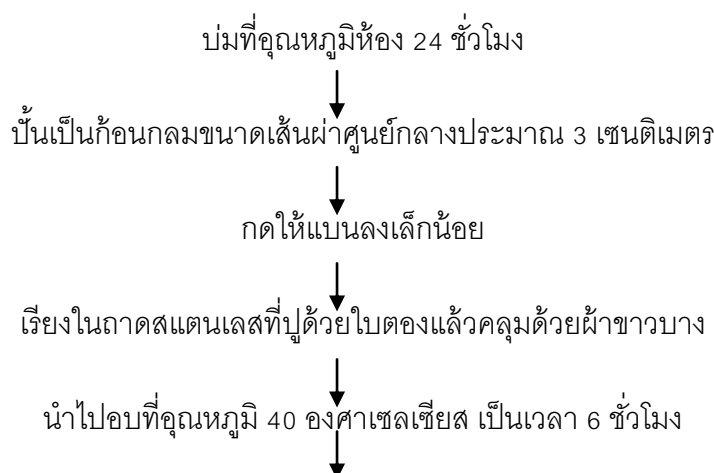 บ่มที่อุณหภูมิห้อง 24 ชั่วโมง
ปั้นเป็นก้อนกลมขนาดเส้นผ่าศูนย์กลางประมาณ 3 เซนติเมตร
กดให้แบนลงเล็กน้อย
เรียงในถาดสแตนเลสที่ปูด้วยใบตองแล้วคลุมด้วยผ้าขาวบาง
นำไปอบที่อุณหภูมิ 40 องศาเซลเซียส เป็นเวลา 6 ชั่วโมง